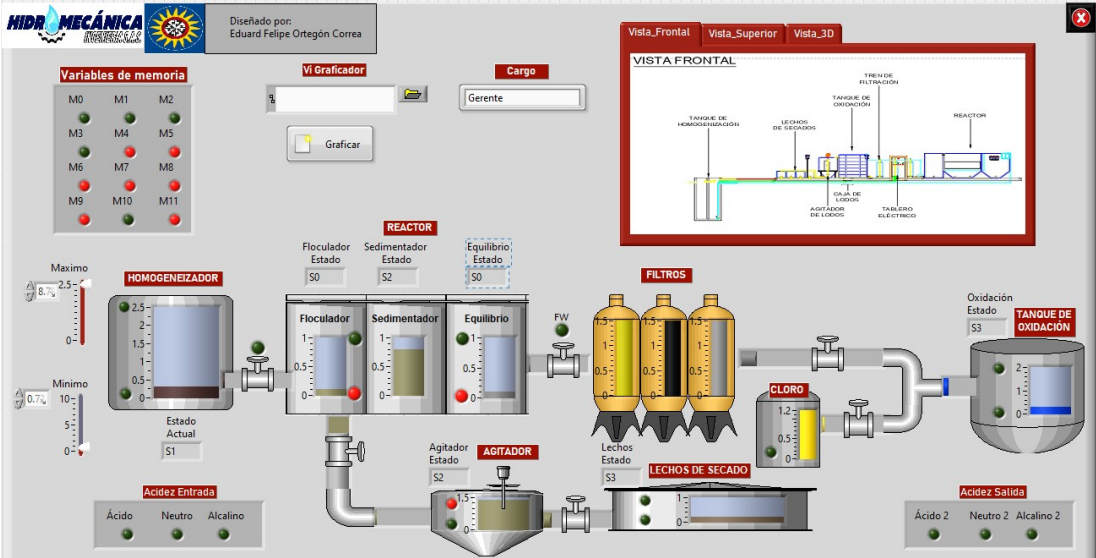 HIDROMECÁNICA
INGENIERIA S.A.S
Diseñado por:
Eduard Felipe Ortegón Correa
Variables de memoria
M0 M1 M2
M3 M4 M5
M6 M7 M8
M9 M10 M11
Vi Graficador
Graficar
Cargo
Gerente
Vista_Frontal Vista_Superior Vista_3D
VISTA FRONTAL
TREN DE
FILTRACIÓN
TANQUE DE
OXIDACIÓN
TANQUE DE
HOMOGENIZACIÓN
LECHOS
DE SECADOS
REACTOR
CAJA DE
LODOS
AGITADOR
DE LODOS
TABLERO
ELÉCTRICO
Maximo
2.5-
0-
Minimo
10-
5-
0-
HOMOGENEIZADOR
2.5-
2-
1.5-
1-
0.5-
0-
Estado
Actual
S1
REACTOR
Floculador
Estado
S0
Sedimentador
Estado
S2
Equilibrio
Estado
S0
Floculador
1-
0.5-
0-
Sedimentador
1-
0.5-
0-
Equilibrio
1-
0.5-
0-
FW
FILTROS
1.5-
1-
0.5-
0-
1.5-
1-
0.5-
0-
1.5-
1-
0.5-
0-
Oxidación
Estado
S3
TANQUE DE
OXIDACIÓN
2-
1-
0-
CLORO
1.2-
0.5-
0-
Agitador
Estado
S2
AGITADOR
1.5-
0-
Lechos
Estado
S3
LECHOS DE SECADO
1-
0-
Acidez Entrada
Ácido Neutro Alcalino
Acidez Salida
Ácido 2 Neutro 2 Alcalino 2